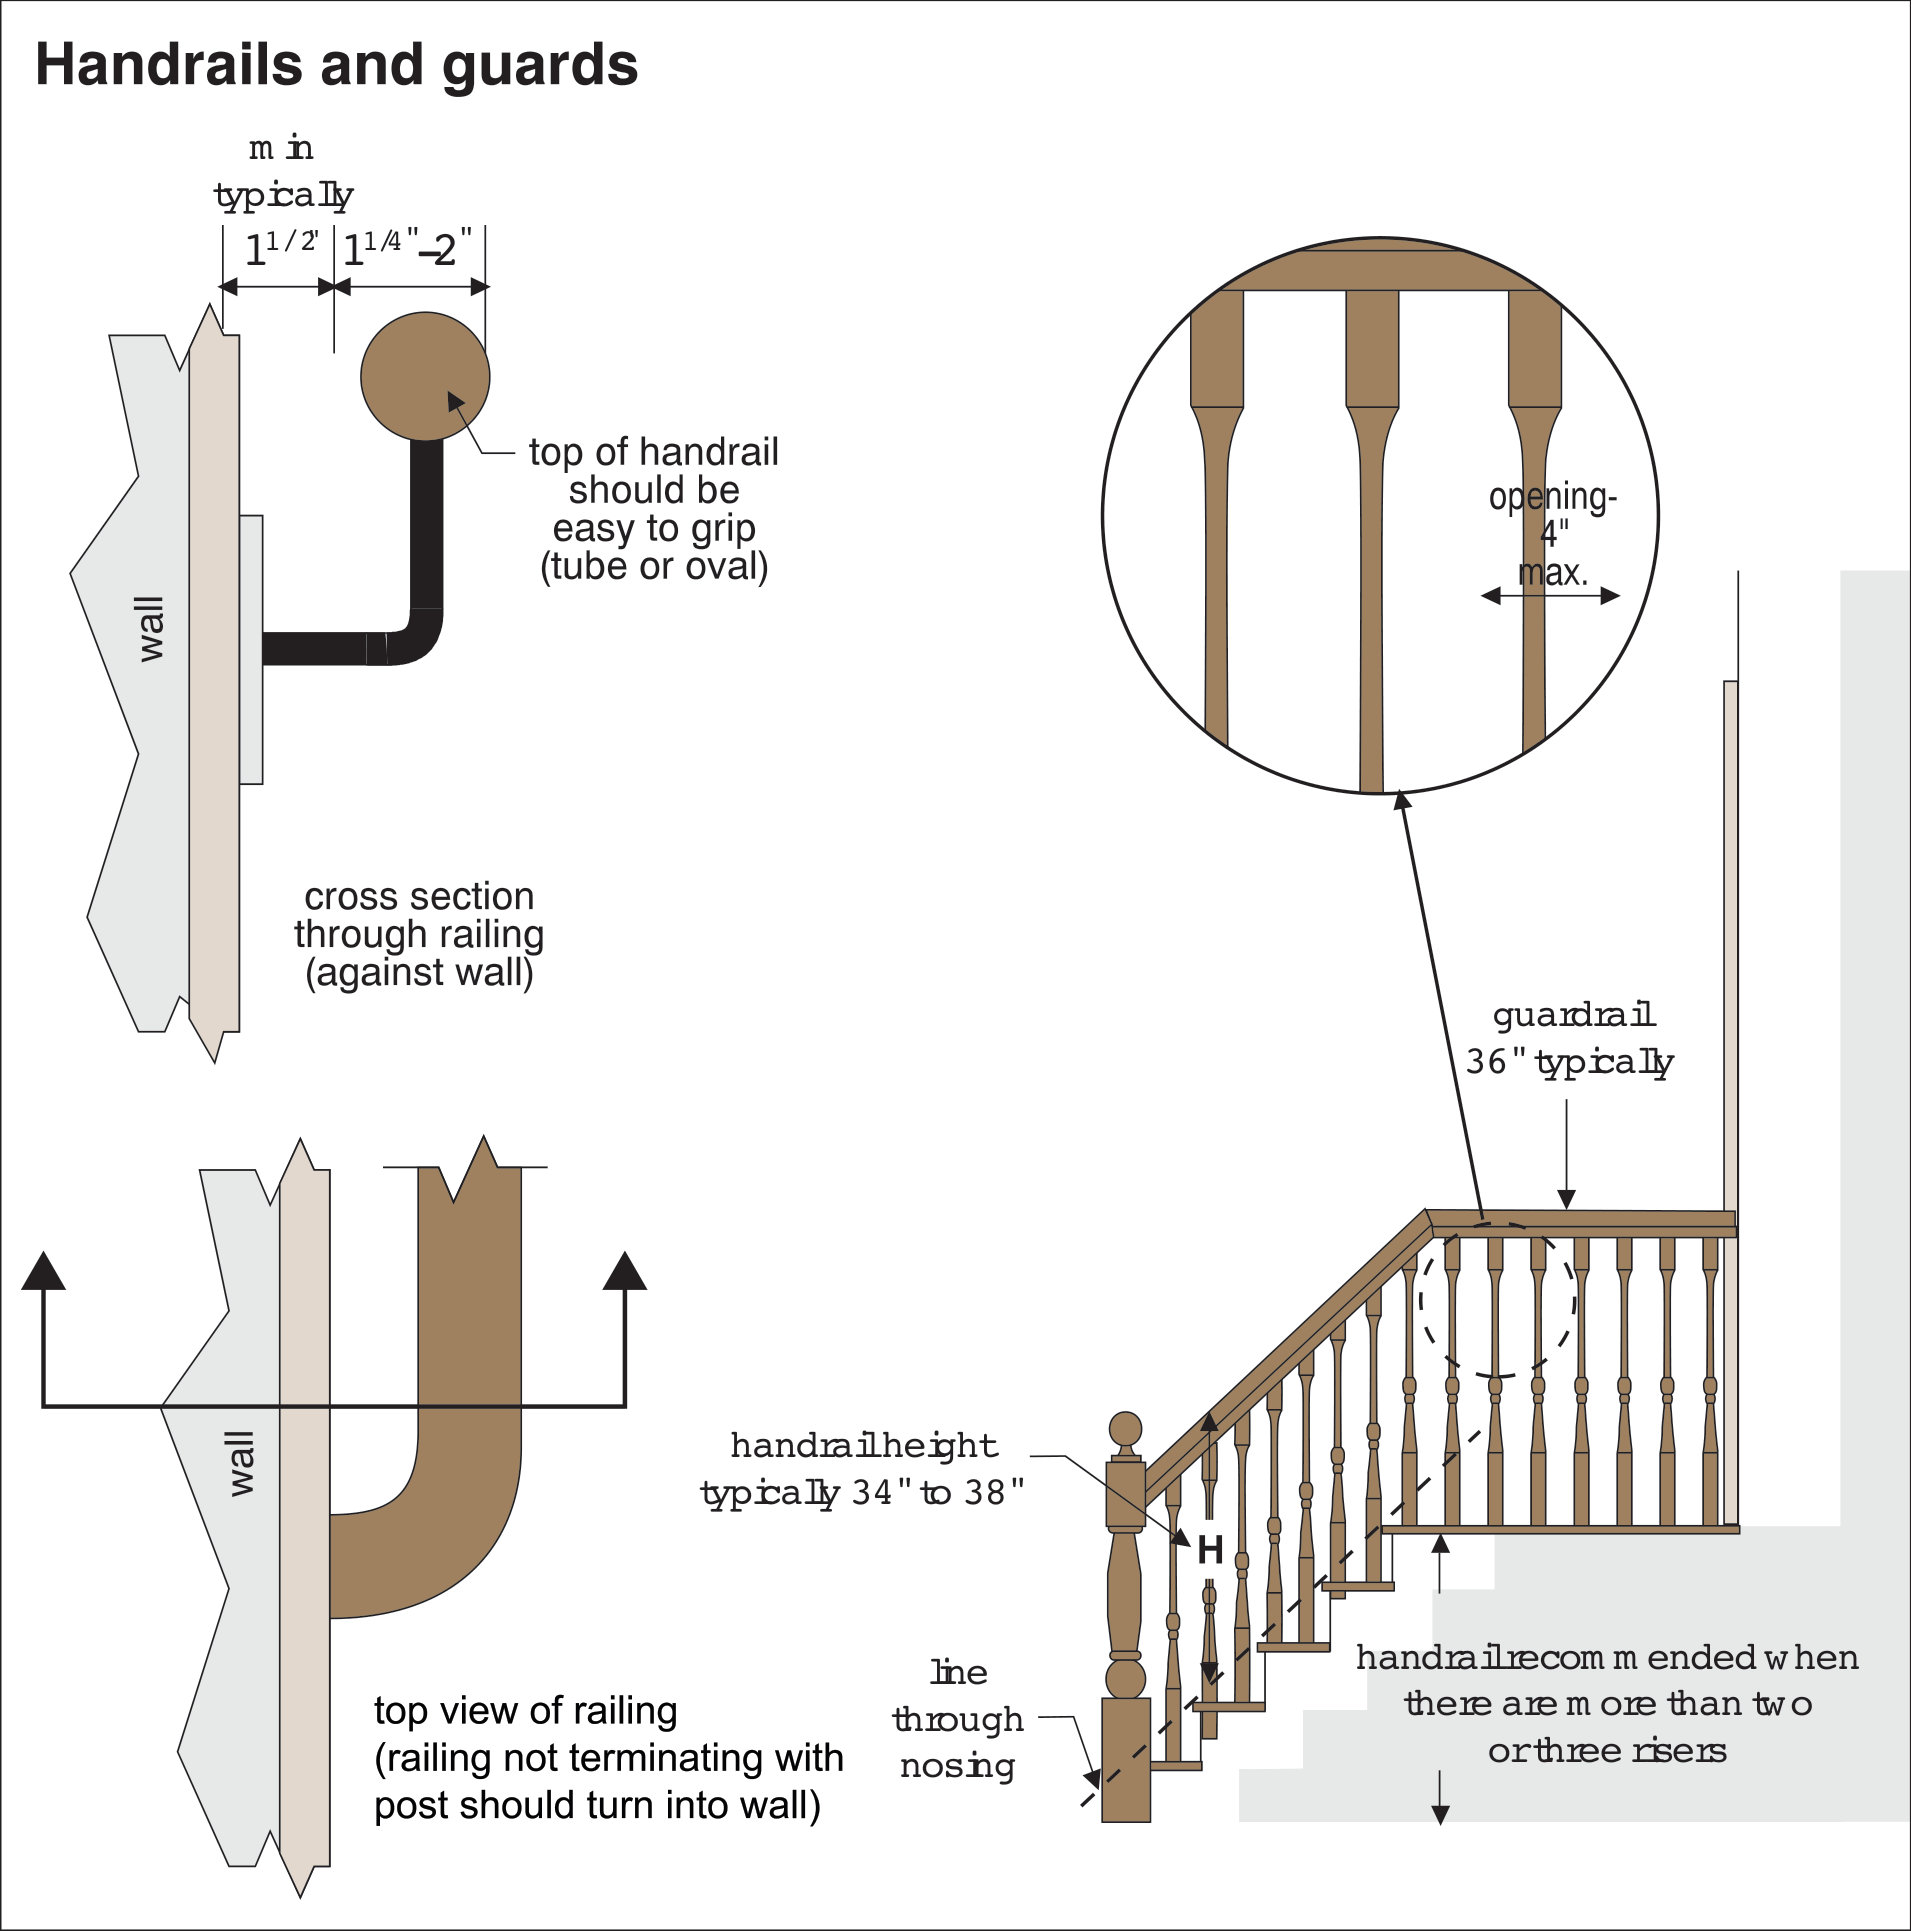 Handrails and guards
min
typically
1 1/2" 1 1/4"–2"
top of handrail
should be
easy to grip
(tube or oval)
wall
cross section
through railing
(against wall)
opening-
4"
max.
guardrail
36" typically
handrail height
typically 34" to 38"
H
line
through
nosing
handrail recommended when
there are more than two
or three risers
wall
top view of railing
(railing not terminating with
post should turn into wall)